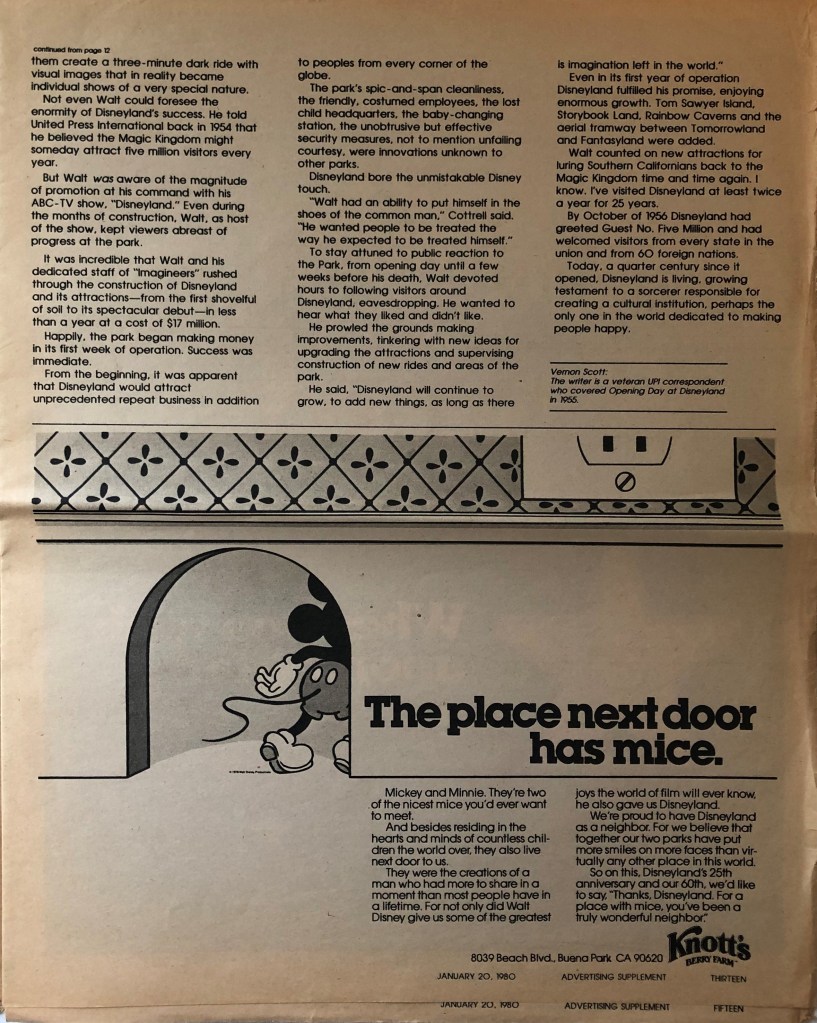 continued from page 12
them create a three-minute dark ride with
visual images that in reality became
individual shows of a very special nature.
Not even Walt could foresee the
enormity of Disneyland's success. He told
United Press International back in 1954 that
he believed the Magic Kingdom might
someday attract five million visitors every
year.
But Walt was aware of the magnitude
of promotion at his command with his
ABC-TV show, "Disneyland." Even during
the months of construction, Walt, as host
of the show, kept viewers abreast of
progress at the park.
It was incredible that Walt and his
dedicated staff of "Imagineers" rushed
through the construction of Disneyland
and its attractions—from the first shovelful
of soil to its spectacular debut—in less
than a year at a cost of $17 million.
Happily, the park began making money
in its first week of operation. Success was
immediate.
From the beginning, it was apparent
that Disneyland would attract
unprecedented repeat business in addition
to peoples from every corner of the
globe.
The park's spic-and-span cleanliness,
the friendly, costumed employees, the lost
child headquarters, the baby-changing
station, the unobtrusive but effective
security measures, not to mention unfailing
courtesy, were innovations unknown to
other parks.
Disneyland bore the unmistakable Disney
touch.
"Walt had an ability to put himself in the
shoes of the common man," Cottrell said.
"He wanted people to be treated the
way he expected to be treated himself."
To stay attuned to public reaction to
the Park, from opening day until a few
weeks before his death, Walt devoted
hours to following visitors around
Disneyland, eavesdropping. He wanted to
hear what they liked and didn't like.
He prowled the grounds making
improvements, tinkering with new ideas for
upgrading the attractions and supervising
construction of new rides and areas of the
park.
He said, "Disneyland will continue to
grow, to add new things, as long as there
is imagination left in the world."
Even in its first year of operation
Disneyland fulfilled his promise, enjoying
enormous growth. Tom Sawyer Island,
Storybook Land, Rainbow Caverns and the
aerial tramway between Tomorrowland
and Fantasyland were added.
Walt counted on new attractions for
luring Southern Californians back to the
Magic Kingdom time and time again. I
know. I've visited Disneyland at least twice
a year for 25 years.
By October of 1956 Disneyland had
greeted Guest No. Five Million and had
welcomed visitors from every state in the
union and from 60 foreign nations.
Today, a quarter century since it
opened, Disneyland is living, growing
testament to a sorcerer responsible for
creating a cultural institution, perhaps the
only one in the world dedicated to making
people happy.
Vernon Scott:
The writer is a veteran UPI correspondent
who covered Opening Day at Disneyland
in 1955.
The place next door
has mice.
Mickey and Minnie. They're two
of the nicest mice you'd ever want
to meet.
And besides residing in the
hearts and minds of countless chil-
dren the world over, they also live
next door to us.
They were the creations of a
man who had more to share in a
moment than most people have in
a lifetime. For not only did Walt
Disney give us some of the greatest
joys the world of film will ever know,
he also gave us Disneyland.
We're proud to have Disneyland
as a neighbor. For we believe that
together our two parks have put
more smiles on more faces than vir-
tually any other place in this world.
So on this, Disneyland's 25th
anniversary and our 60th, we'd like
to say, "Thanks, Disneyland. For a
place with mice, you've been a
truly wonderful neighbor."
8039 Beach Blvd., Buena Park CA 90620
Knott's
BERRY FARM
JANUARY 20, 1980 ADVERTISING SUPPLEMENT THIRTEEN
JANUARY 20, 1980 ADVERTISING SUPPLEMENT FIFTEEN